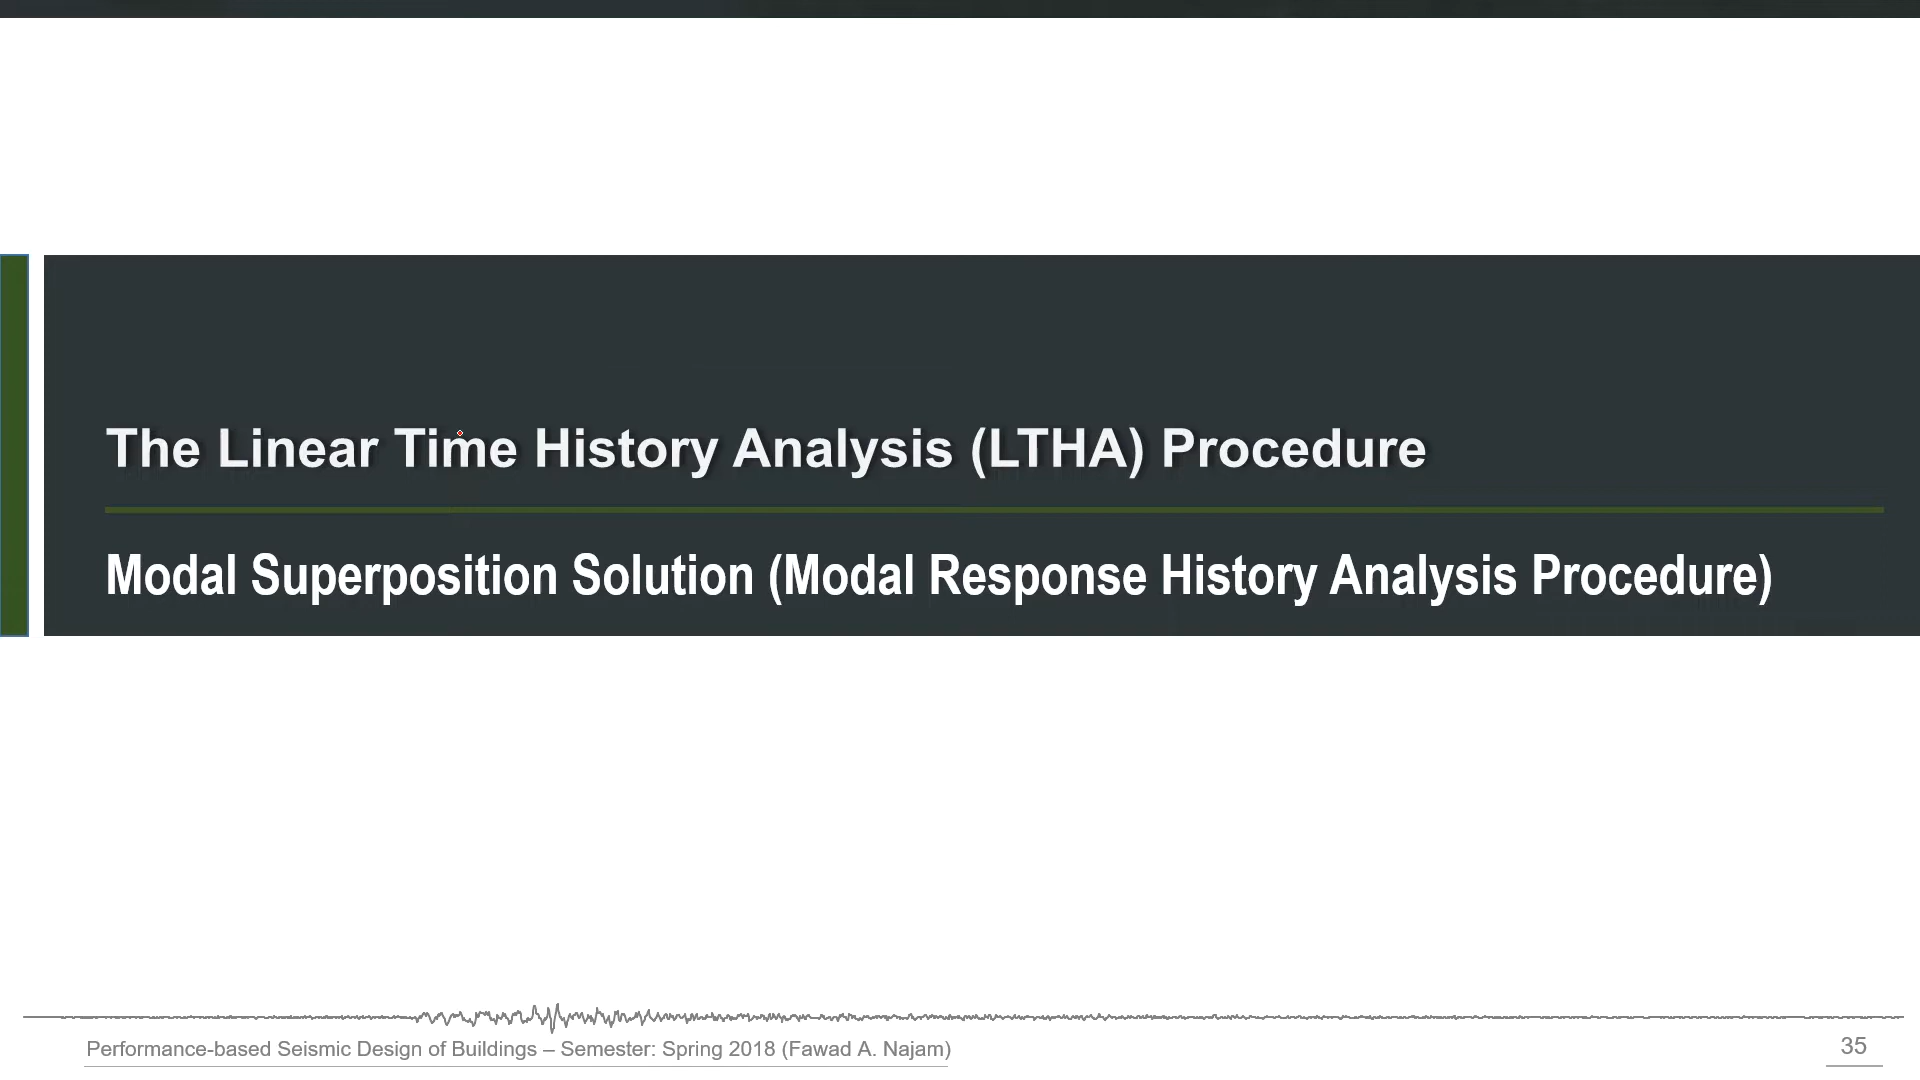 The Linear Time History Analysis (LTHA) Procedure
Modal Superposition Solution (Modal Response History Analysis Procedure)
Performance-based Seismic Design of Buildings – Semester: Spring 2018 (Fawad A. Najam)
35